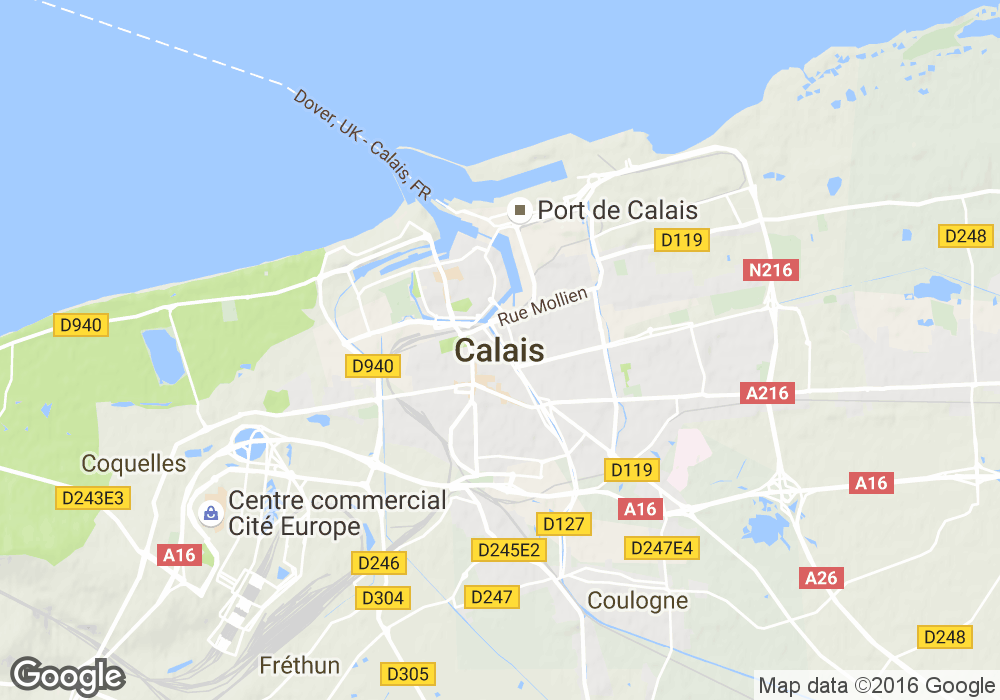 Dover, UK - Calais, FR
Port de Calais
D119
D248
N216
Rue Mollien
D940
Calais
D940
A216
Coquelles
D119
D243E3
A16
Centre commercial
Cité Europe
A16
D127
A16
D245E2
D247E4
D246
A26
D304
D247
Coulogne
D248
Fréthun
D305
Google
Map data ©2016 Google